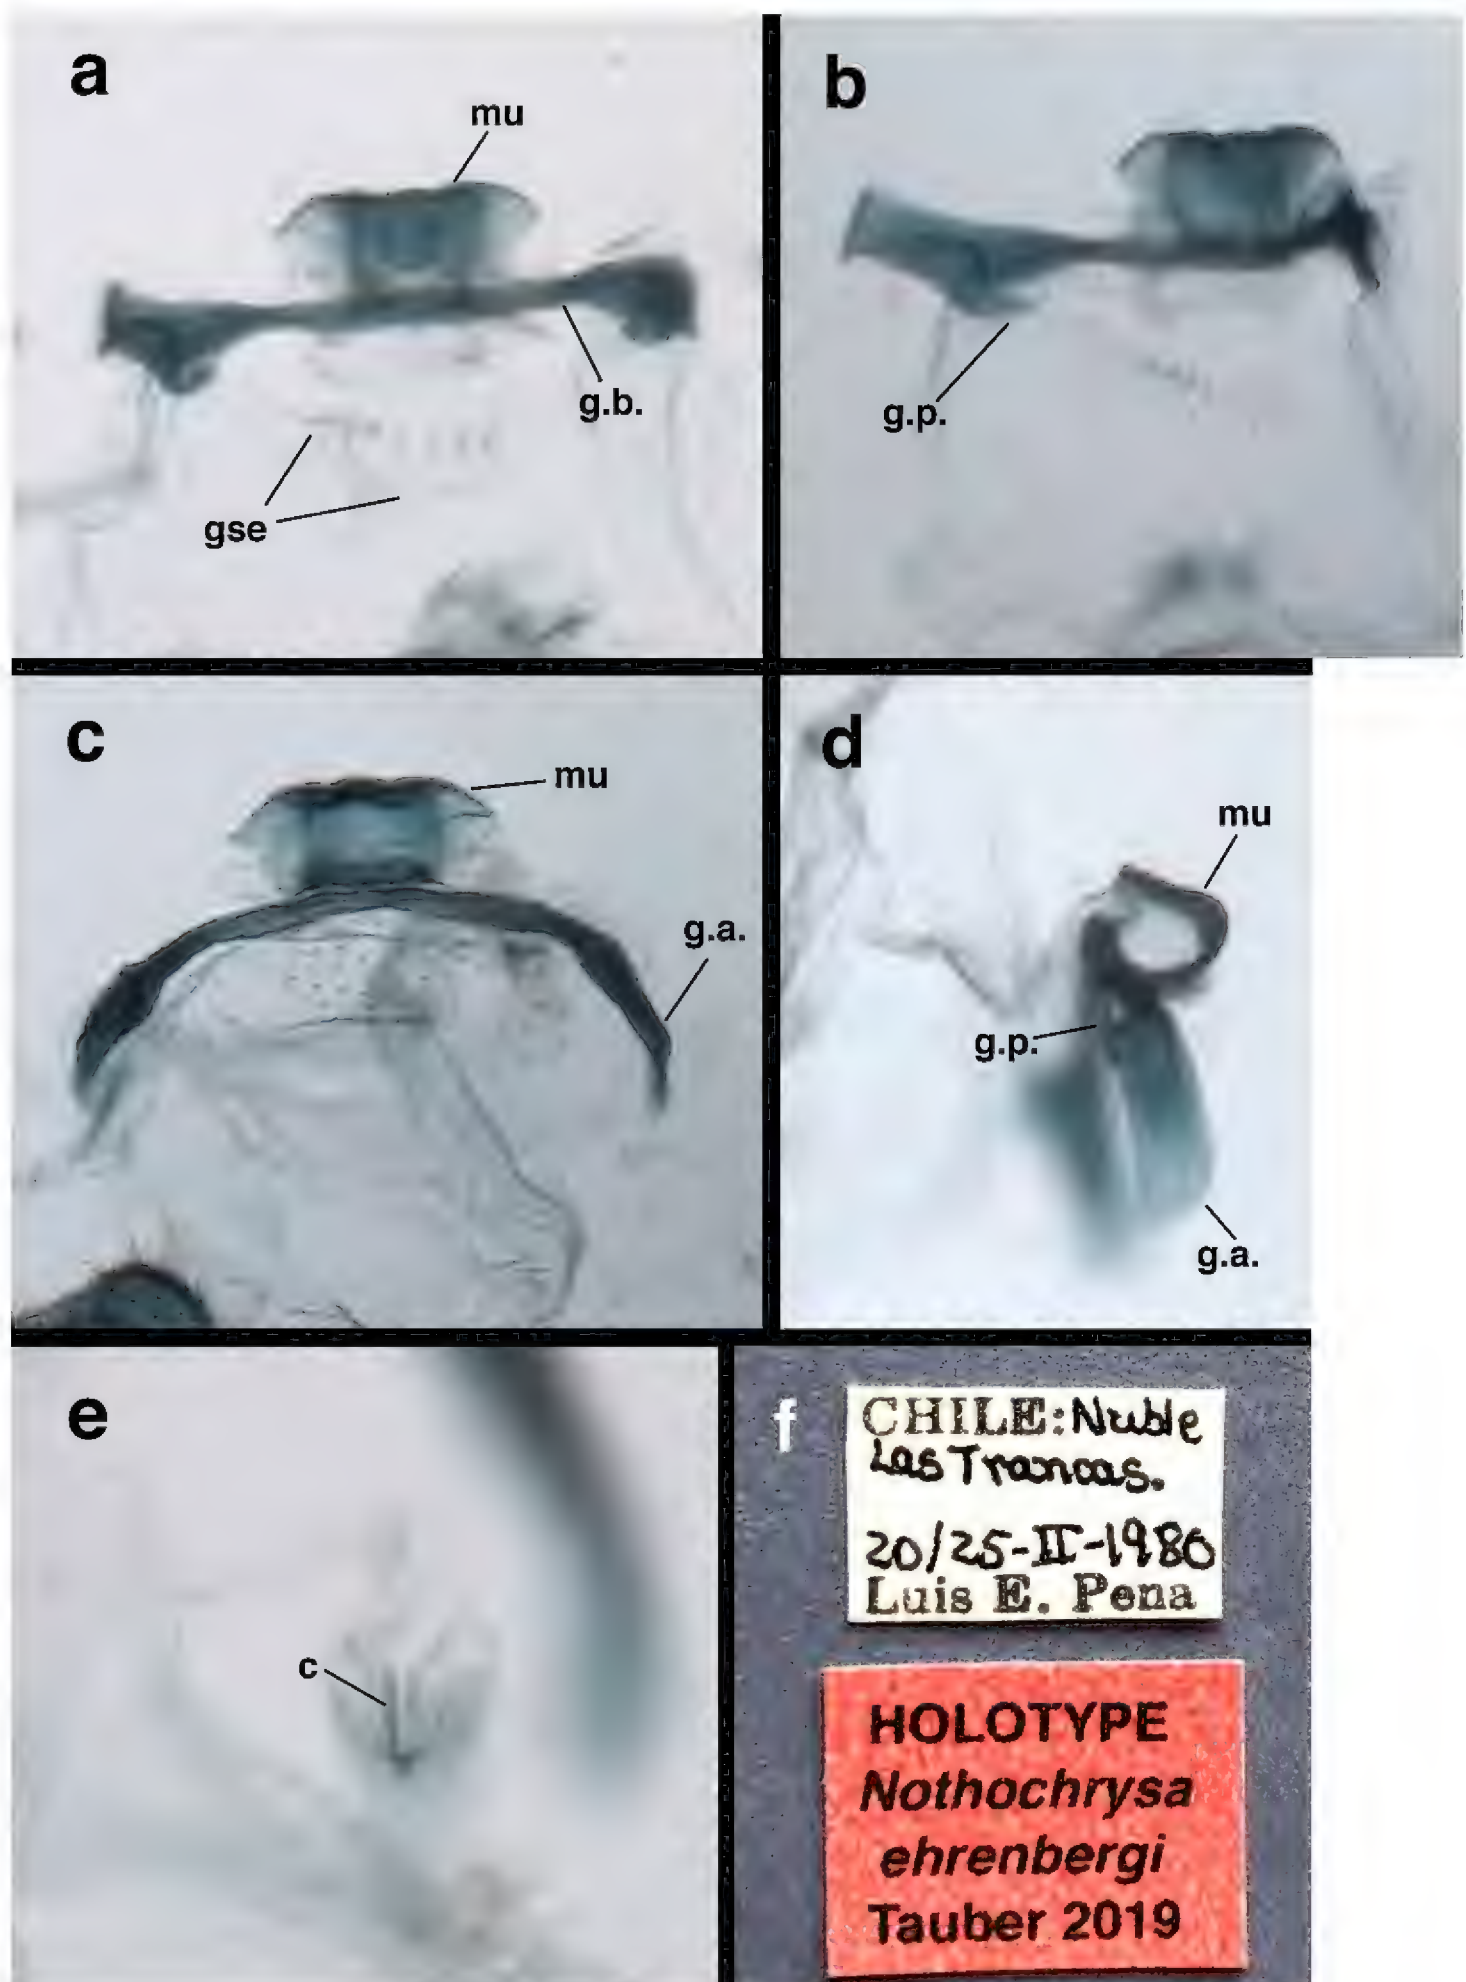 a
mu
g.b.
gse
b
g.p.
c
mu
g.a.
d
mu
g.p.
g.a.
e
c
f
CHILE: Nuble
Las Trancas.
20/25-II-1980
Luis E. Pena
HOLOTYPE
Nothochrysa
ehrenbergi
Tauber 2019